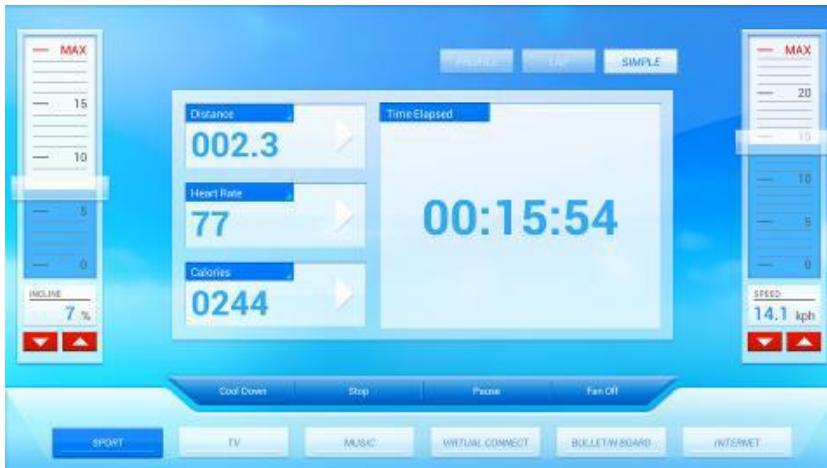 MAX
15
10
5
0
INCLINE
7 %
PROFILE
LAP
SIMPLE
Distance
002.3
Heart Rate
77
Calories
0244
Time Elapsed
00:15:54
MAX
20
15
10
5
0
SPEED
14.1 kph
Cool Down
Stop
Pause
Fan Off
SPORT
TV
MUSIC
VIRTUAL CONNECT
BULLETIN BOARD
INTERNET